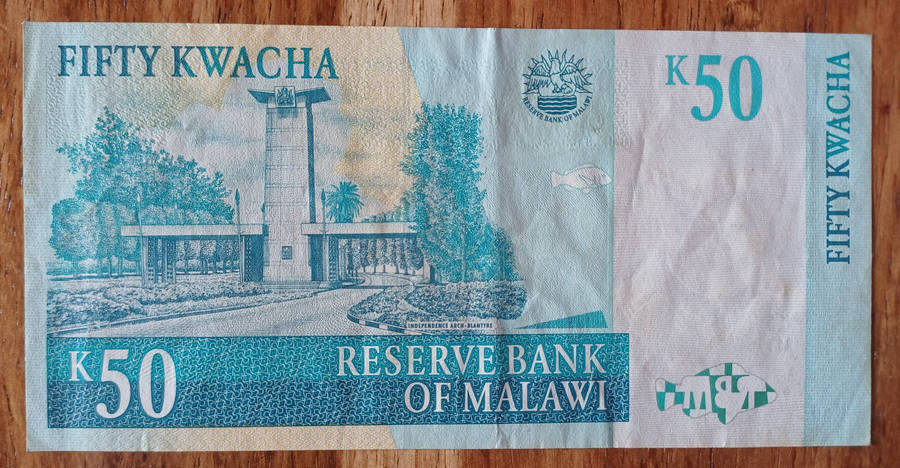 FIFTY KWACHA
RESERVE BANK OF MALAWI
K50
FIFTY KWACHA
INDEPENDENCE ARCH - BLANTYRE
K50
RESERVE BANK
OF MALAWI